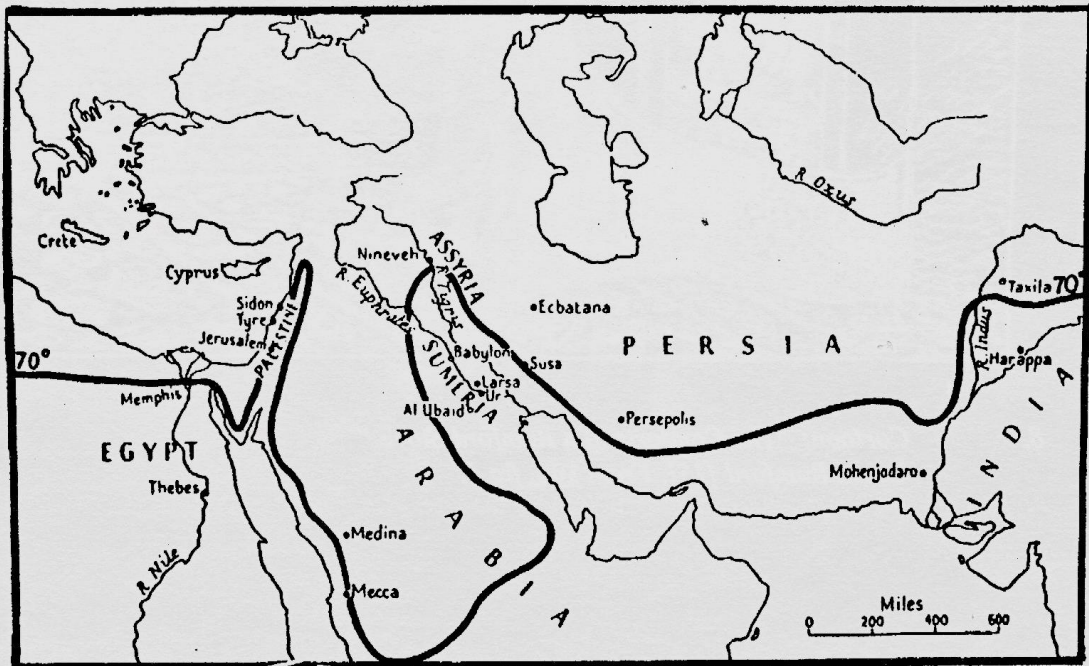 Crete
Cyprus
Sidon
Tyre
Jerusalem
PALESTINE
70°
Memphis
EGYPT
Thebes
R. Nile
Nineveh
ASSYRIA
R. Tigrus
R. Euphrates
SUMERIA
Babylon
Susa
Larsa
Ur
Al Ubaid
ARABIA
Medina
Mecca
Ecbatana
PERSIA
Persepolis
R. Oxus
Taxila
70°
R. Indus
Harappa
INDIA
Mohenjodaro
Miles
0 200 400 600